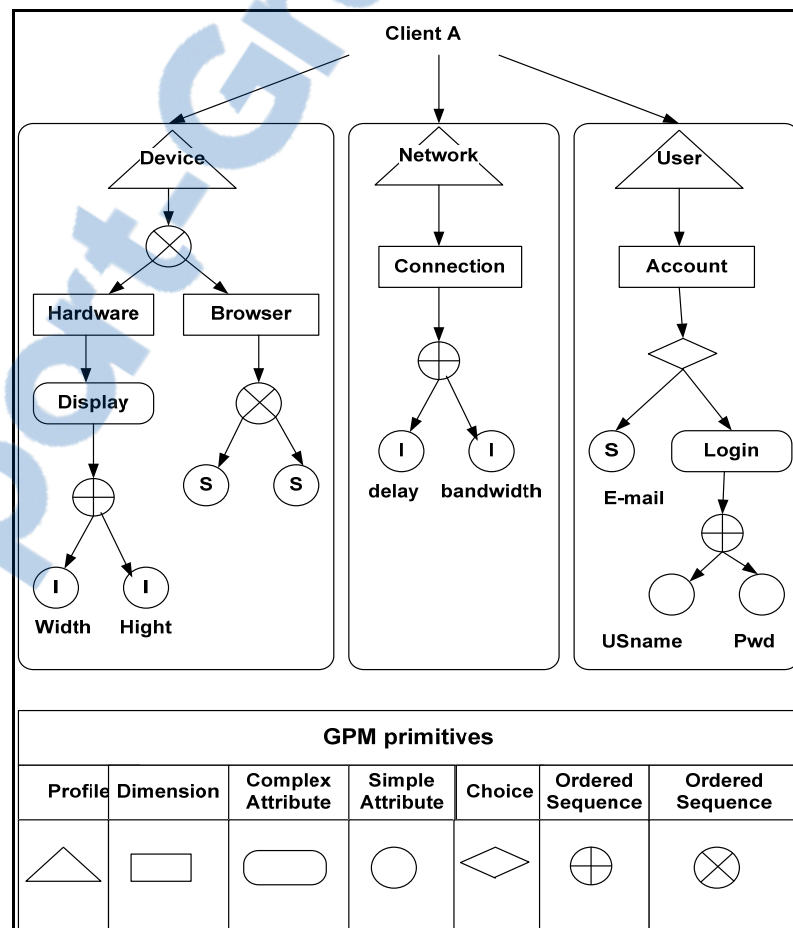 Client A
Device
Network
User
Connection
Account
Hardware
Browser
Display
S
Login
I
I
S
S
delay
bandwidth
E-mail
I
I
Width
Hight
USname
Pwd
GPM primitives
Profile
Dimension
Complex
Attribute
Simple
Attribute
Choice
Ordered
Sequence
Ordered
Sequence